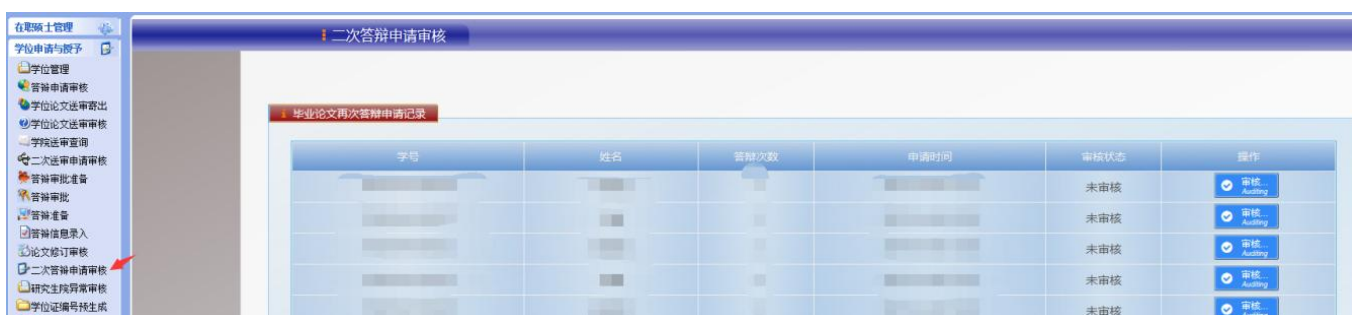 在职硕士管理
学位申请与授予
学位管理
答辩申请审核
学位论文送审寄出
学位论文送审审核
学院送审查询
二次送审申请审核
答辩审批准备
答辩审批
答辩准备
答辩信息录入
论文修订审核
二次答辩申请审核
研究生院异常审核
学位证编号预生成
二次答辩申请审核
毕业论文再次答辩申请记录
学号 姓名 答辩次数 申请时间 审核状态 操作
未审核 审核... Auditing
未审核 审核... Auditing
未审核 审核... Auditing
未审核 审核... Auditing
未审核 审核... Auditing